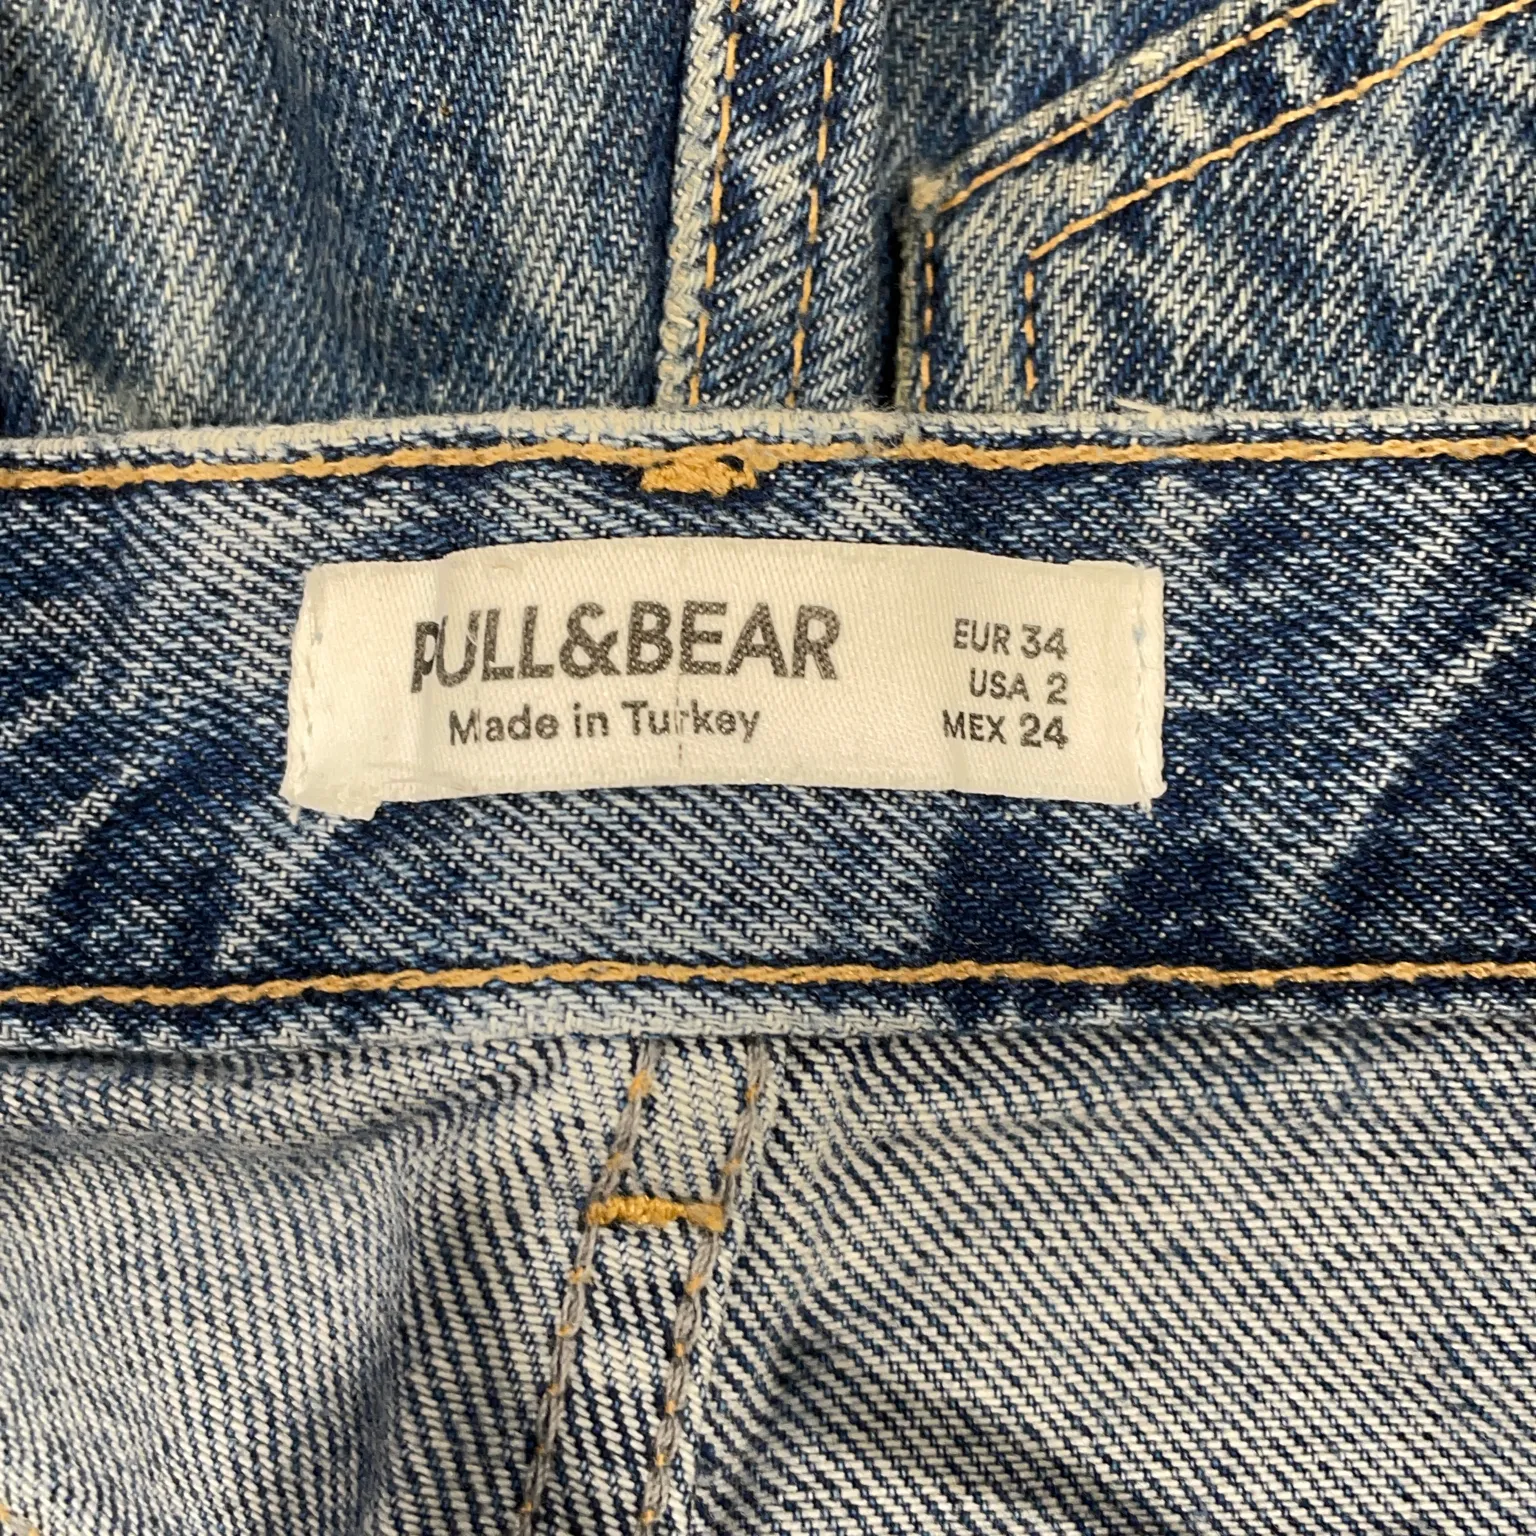 PULL&BEAR
Made in Turkey
EUR 34
USA 2
MEX 24